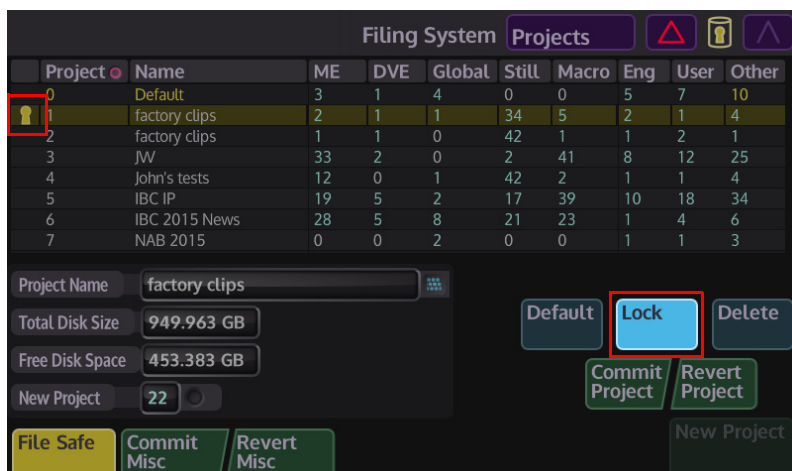 Filing System Projects
Project Name ME DVE Global Still Macro Eng User Other
0 Default 3 1 4 0 0 5 7 10
1 factory clips 2 1 1 34 5 2 1 4
2 factory clips 1 1 0 42 1 1 2 1
3 JW 33 2 0 2 41 8 12 25
4 John's tests 12 0 1 42 2 1 1 4
5 IBC IP 19 5 2 17 39 10 18 34
6 IBC 2015 News 28 5 8 21 23 1 4 6
7 NAB 2015 0 0 2 0 0 1 1 3
Project Name factory clips
Total Disk Size 949.963 GB
Free Disk Space 453.383 GB
New Project 22
Default Lock Delete
Commit Project
Revert Project
New Project
File Safe
Commit Misc
Revert Misc